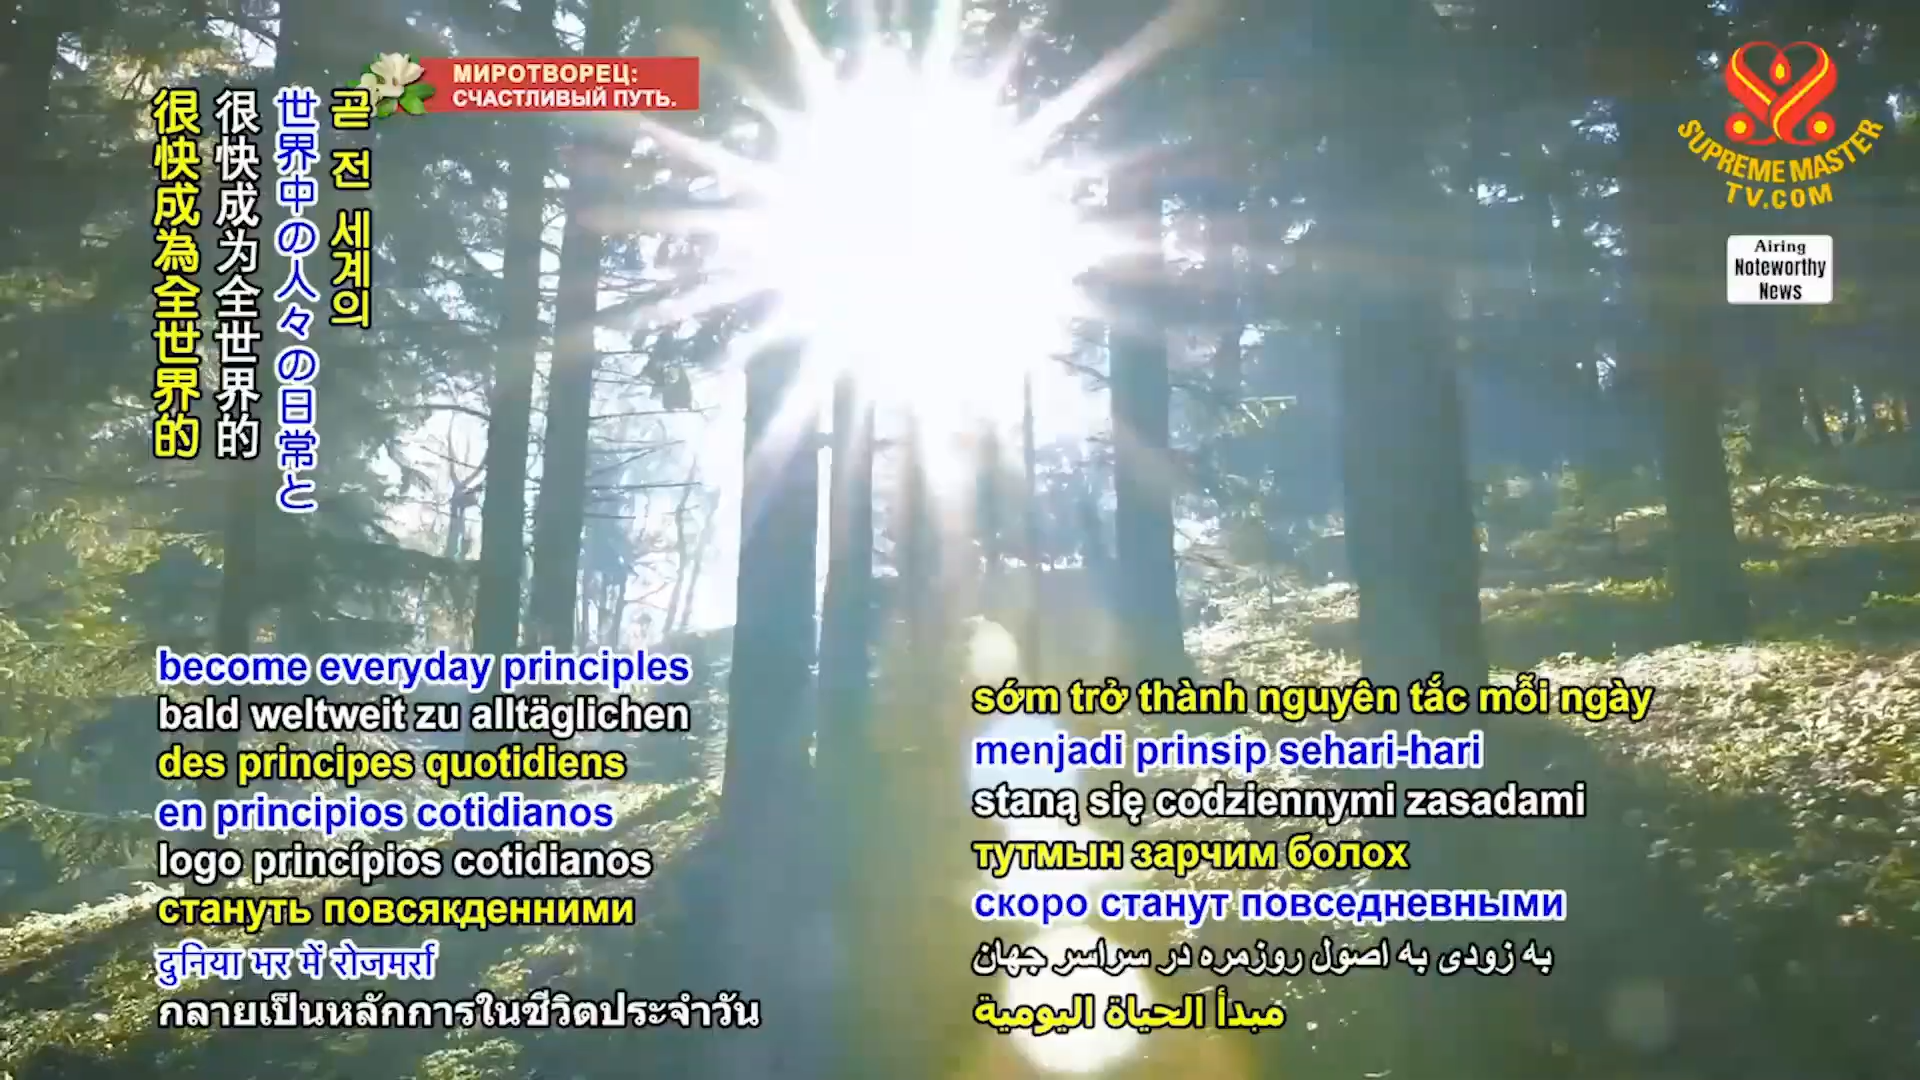 МИРОТВОРЕЦ:
СЧАСТЛИВЫЙ ПУТЬ.
SUPREME MASTER
TV.COM
Airing
Noteworthy
News
곧 전 세계의
世界中の人々の日常と
很快成为全世界的
很快成為全世界的
become everyday principles
bald weltweit zu alltäglichen
des principes quotidiens
en principios cotidianos
logo princípios cotidianos
стануть повсякденними
दुनिया भर में रोजमर्रा
กลายเป็นหลักการในชีวิตประจำวัน
sớm trở thành nguyên tắc mỗi ngày
menjadi prinsip sehari-hari
staną się codziennymi zasadami
тутмын зарчим болох
скоро станут повседневными
به زودی به اصول روزمره در سراسر جهان
مبدأ الحياة اليومية